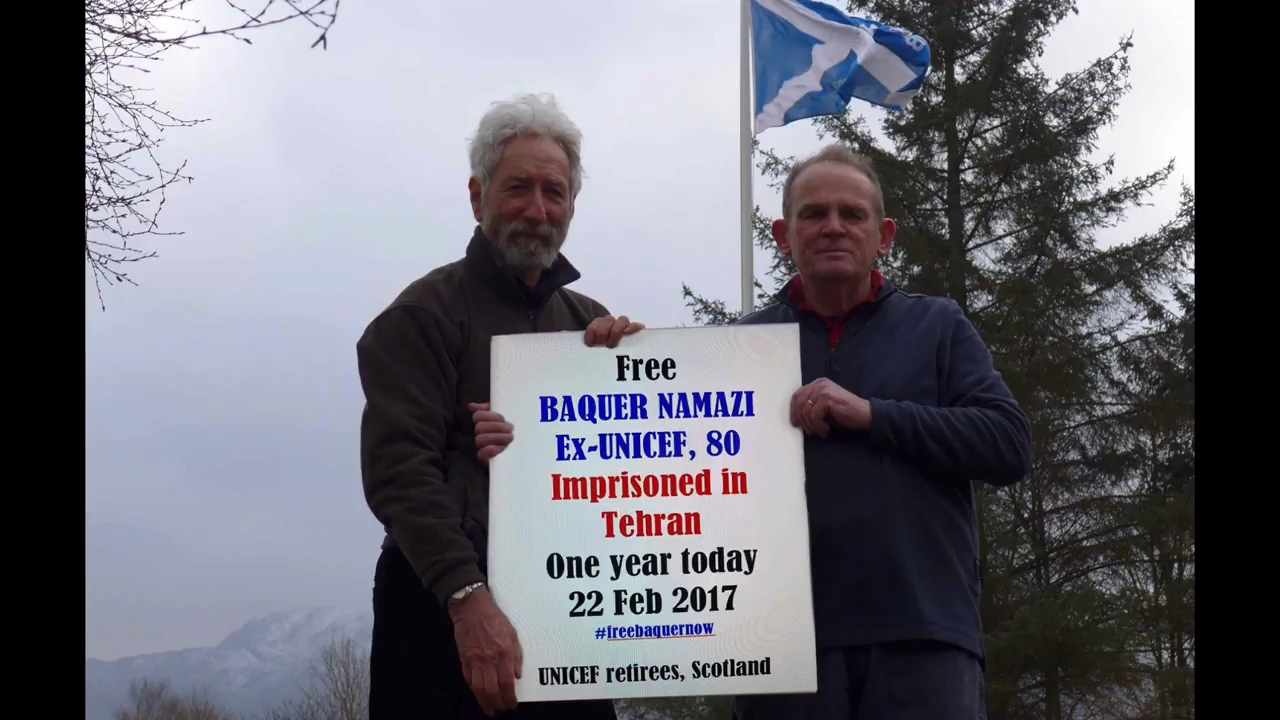 Free
BAQUER NAMAZI
Ex-UNICEF, 80
Imprisoned in
Tehran
One year today
22 Feb 2017
#freebaquernow
UNICEF retirees, Scotland